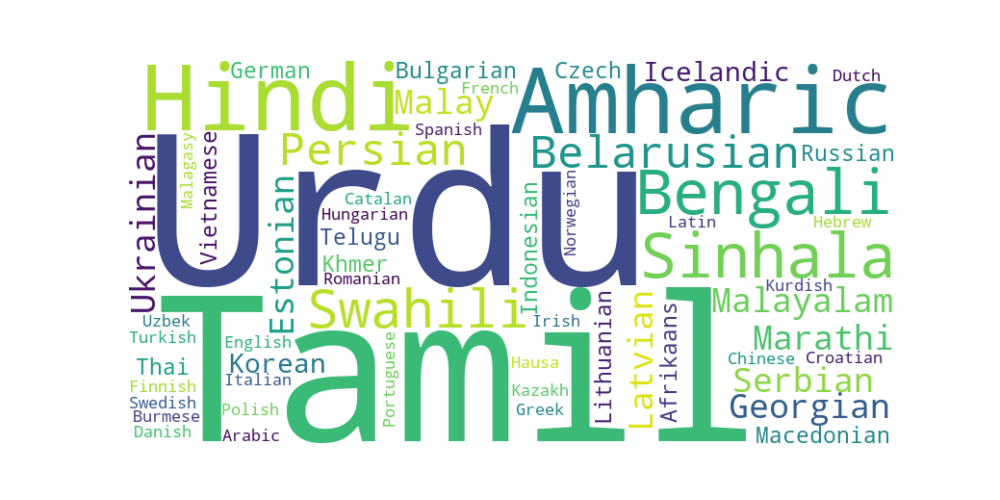 Hindi
German
Bulgarian
French
Czech
Icelandic
Dutch
Malay
Amharic
Spanish
Ukrainian
Malagasy
Vietnamese
Persian
Belarusian
Russian
Urdu
Estonian
Catalan
Hungarian
Telugu
Khmer
Romanian
Indonesian
Norwegian
Bengali
Latin
Hebrew
Sinhala
Kurdish
Swahili
Malayalam
Uzbek
Turkish
English
Irish
Lithuanian
Latvian
Afrikaans
Marathi
Thai
Korean
Portuguese
Hausa
Chinese
Croatian
Finnish
Italian
Kazakh
Serbian
Swedish
Burmese
Polish
Greek
Georgian
Danish
Arabic
Tamil
Macedonian